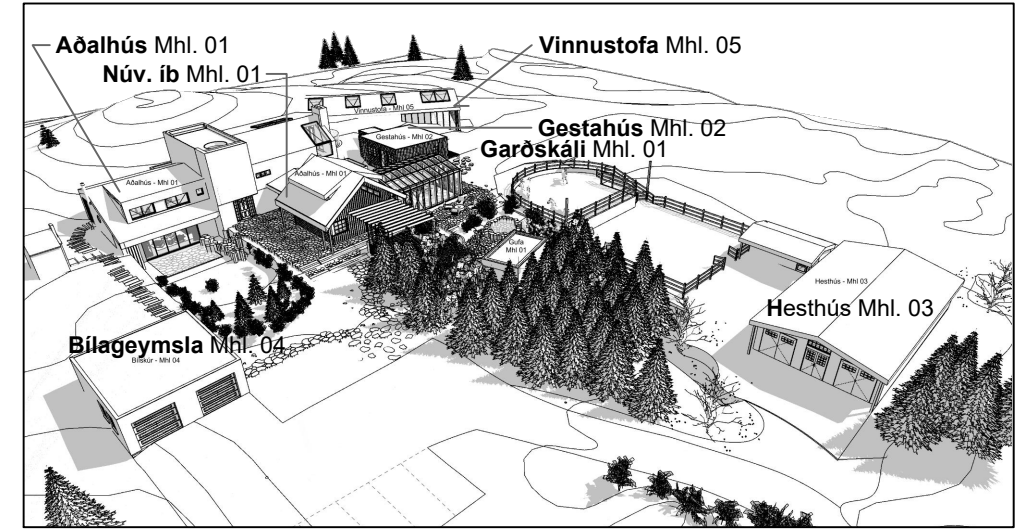 Aðalhús Mhl. 01
Vinnustofa Mhl. 05
Núv. íb Mhl. 01
Vinnustofa - Mhl 05
Gestahús Mhl. 02
Gestahús - Mhl 02
Garðskáli Mhl. 01
Aðalhús - Mhl 01
Aðalhús - Mhl 01
Gufa
Mhl 01
Hesthús - Mhl 03
Hesthús Mhl. 03
Bílageymsla Mhl. 04
Bílskúr - Mhl 04